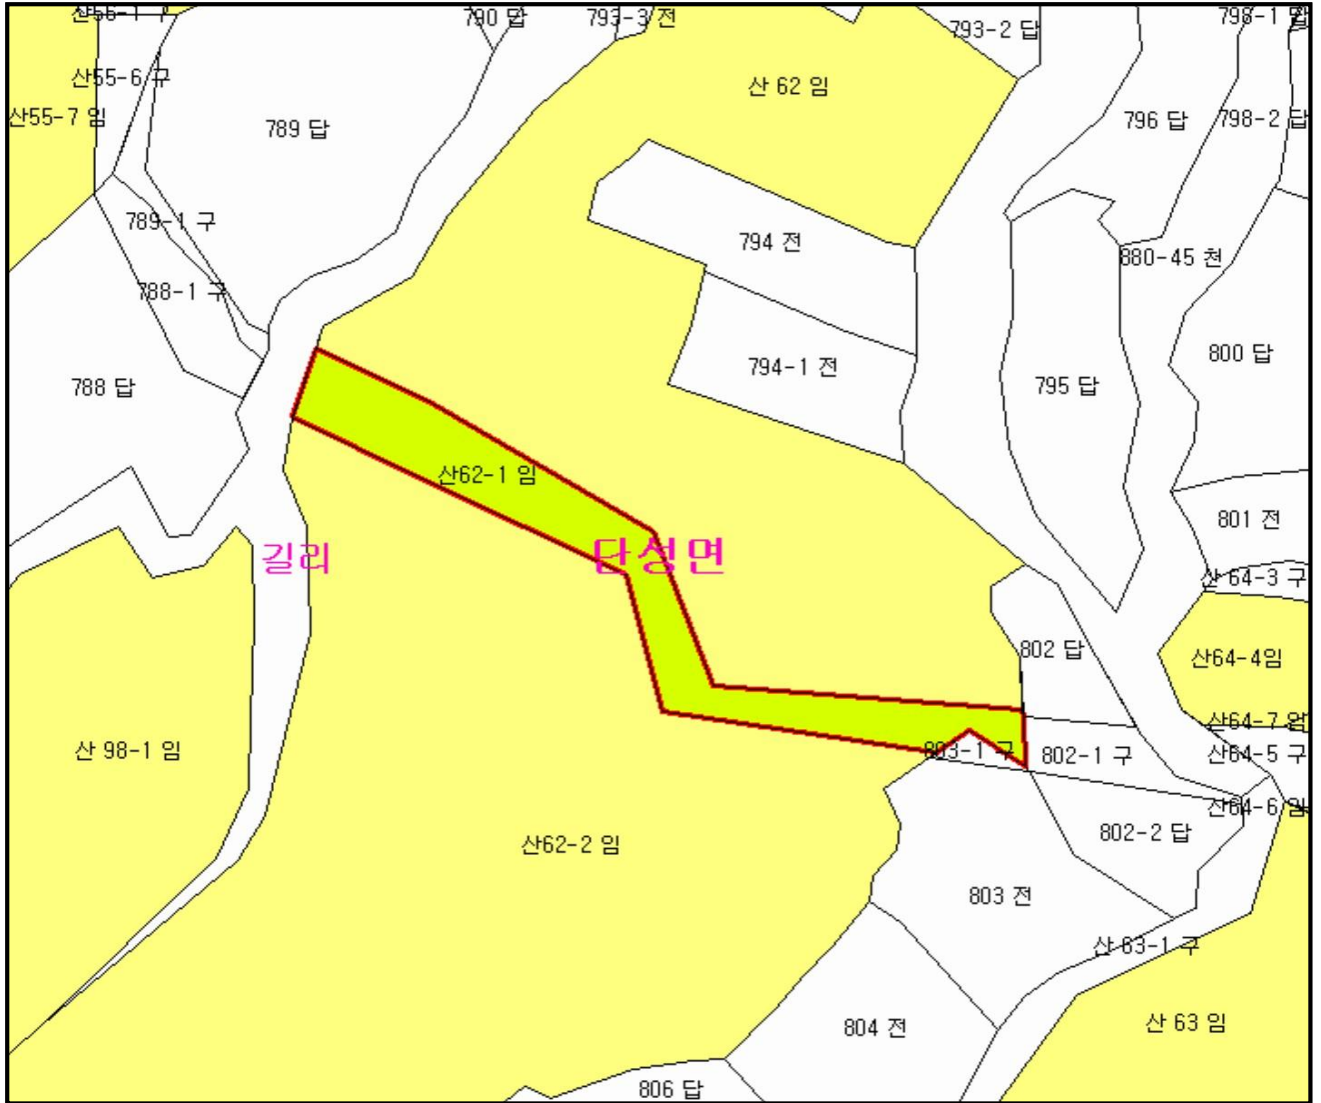 790 답
793-3 전
793-2 답
798-1 답
산55-6 구
산55-7 임
789 답
산 62 임
796 답
798-2 답
789-1 구
794 전
880-45 천
788-1 구
788 답
794-1 전
795 답
800 답
산62-1 임
801 전
길리
단성면
산 64-3 구
802 답
산64-4임
산64-7 임
산 98-1 임
803-1 구
802-1 구
산64-5 구
산64-6 임
산62-2 임
802-2 답
803 전
산 63-1 구
804 전
산 63 임
806 답